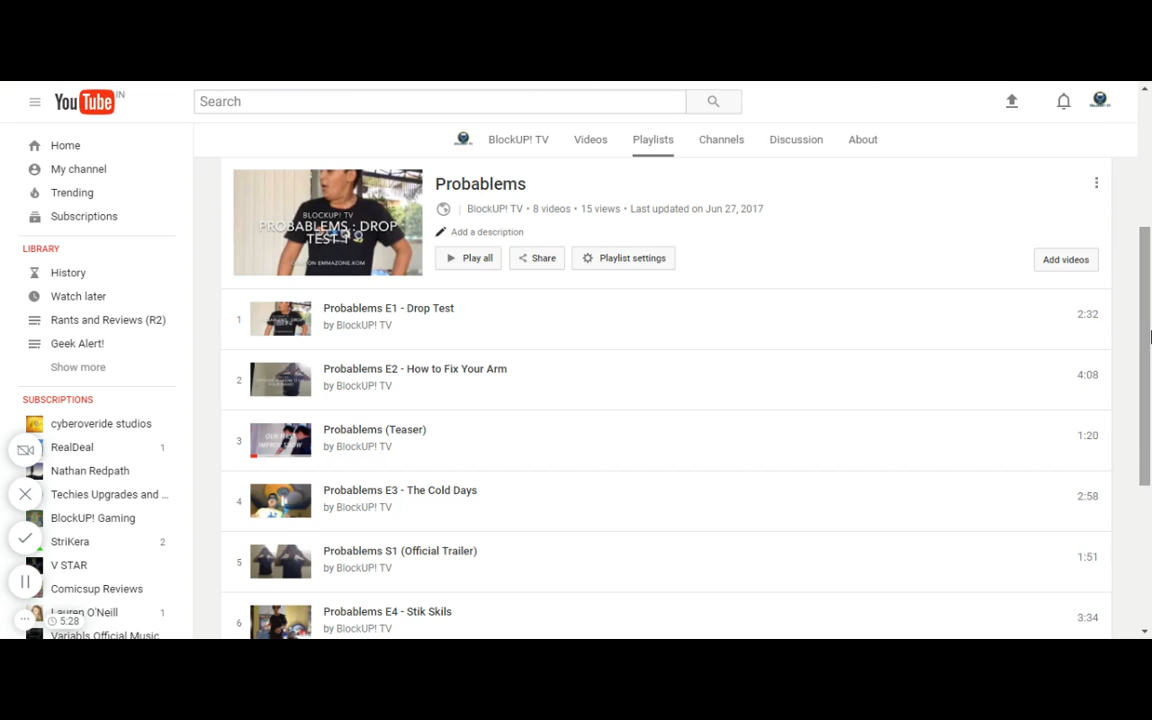 YouTube IN
Search
BlockUP! TV Videos Playlists Channels Discussion About
Home
My channel
Trending
Subscriptions
LIBRARY
History
Watch later
Rants and Reviews (R2)
Geek Alert!
Show more
SUBSCRIPTIONS
cyberoveride studios
RealDeal 1
Nathan Redpath
Techies Upgrades and ...
BlockUP! Gaming
StriKera 2
V STAR
Comicsup Reviews
Lauren O'Neill 1
Variabls Official Music
5:28
BLOCKUP! TV
PROBABLEMS : DROP
TEST 1
ON EMMAZONE.KOM
Probablems
BlockUP! TV • 8 videos • 15 views • Last updated on Jun 27, 2017
Add a description
Play all Share Playlist settings Add videos
1 Probablems E1 - Drop Test 2:32
by BlockUP! TV
2 Probablems E2 - How to Fix Your Arm 4:08
by BlockUP! TV
3 Probablems (Teaser) 1:20
by BlockUP! TV
4 Probablems E3 - The Cold Days 2:58
by BlockUP! TV
5 Probablems S1 (Official Trailer) 1:51
by BlockUP! TV
6 Probablems E4 - Stik Skils 3:34
by BlockUP! TV